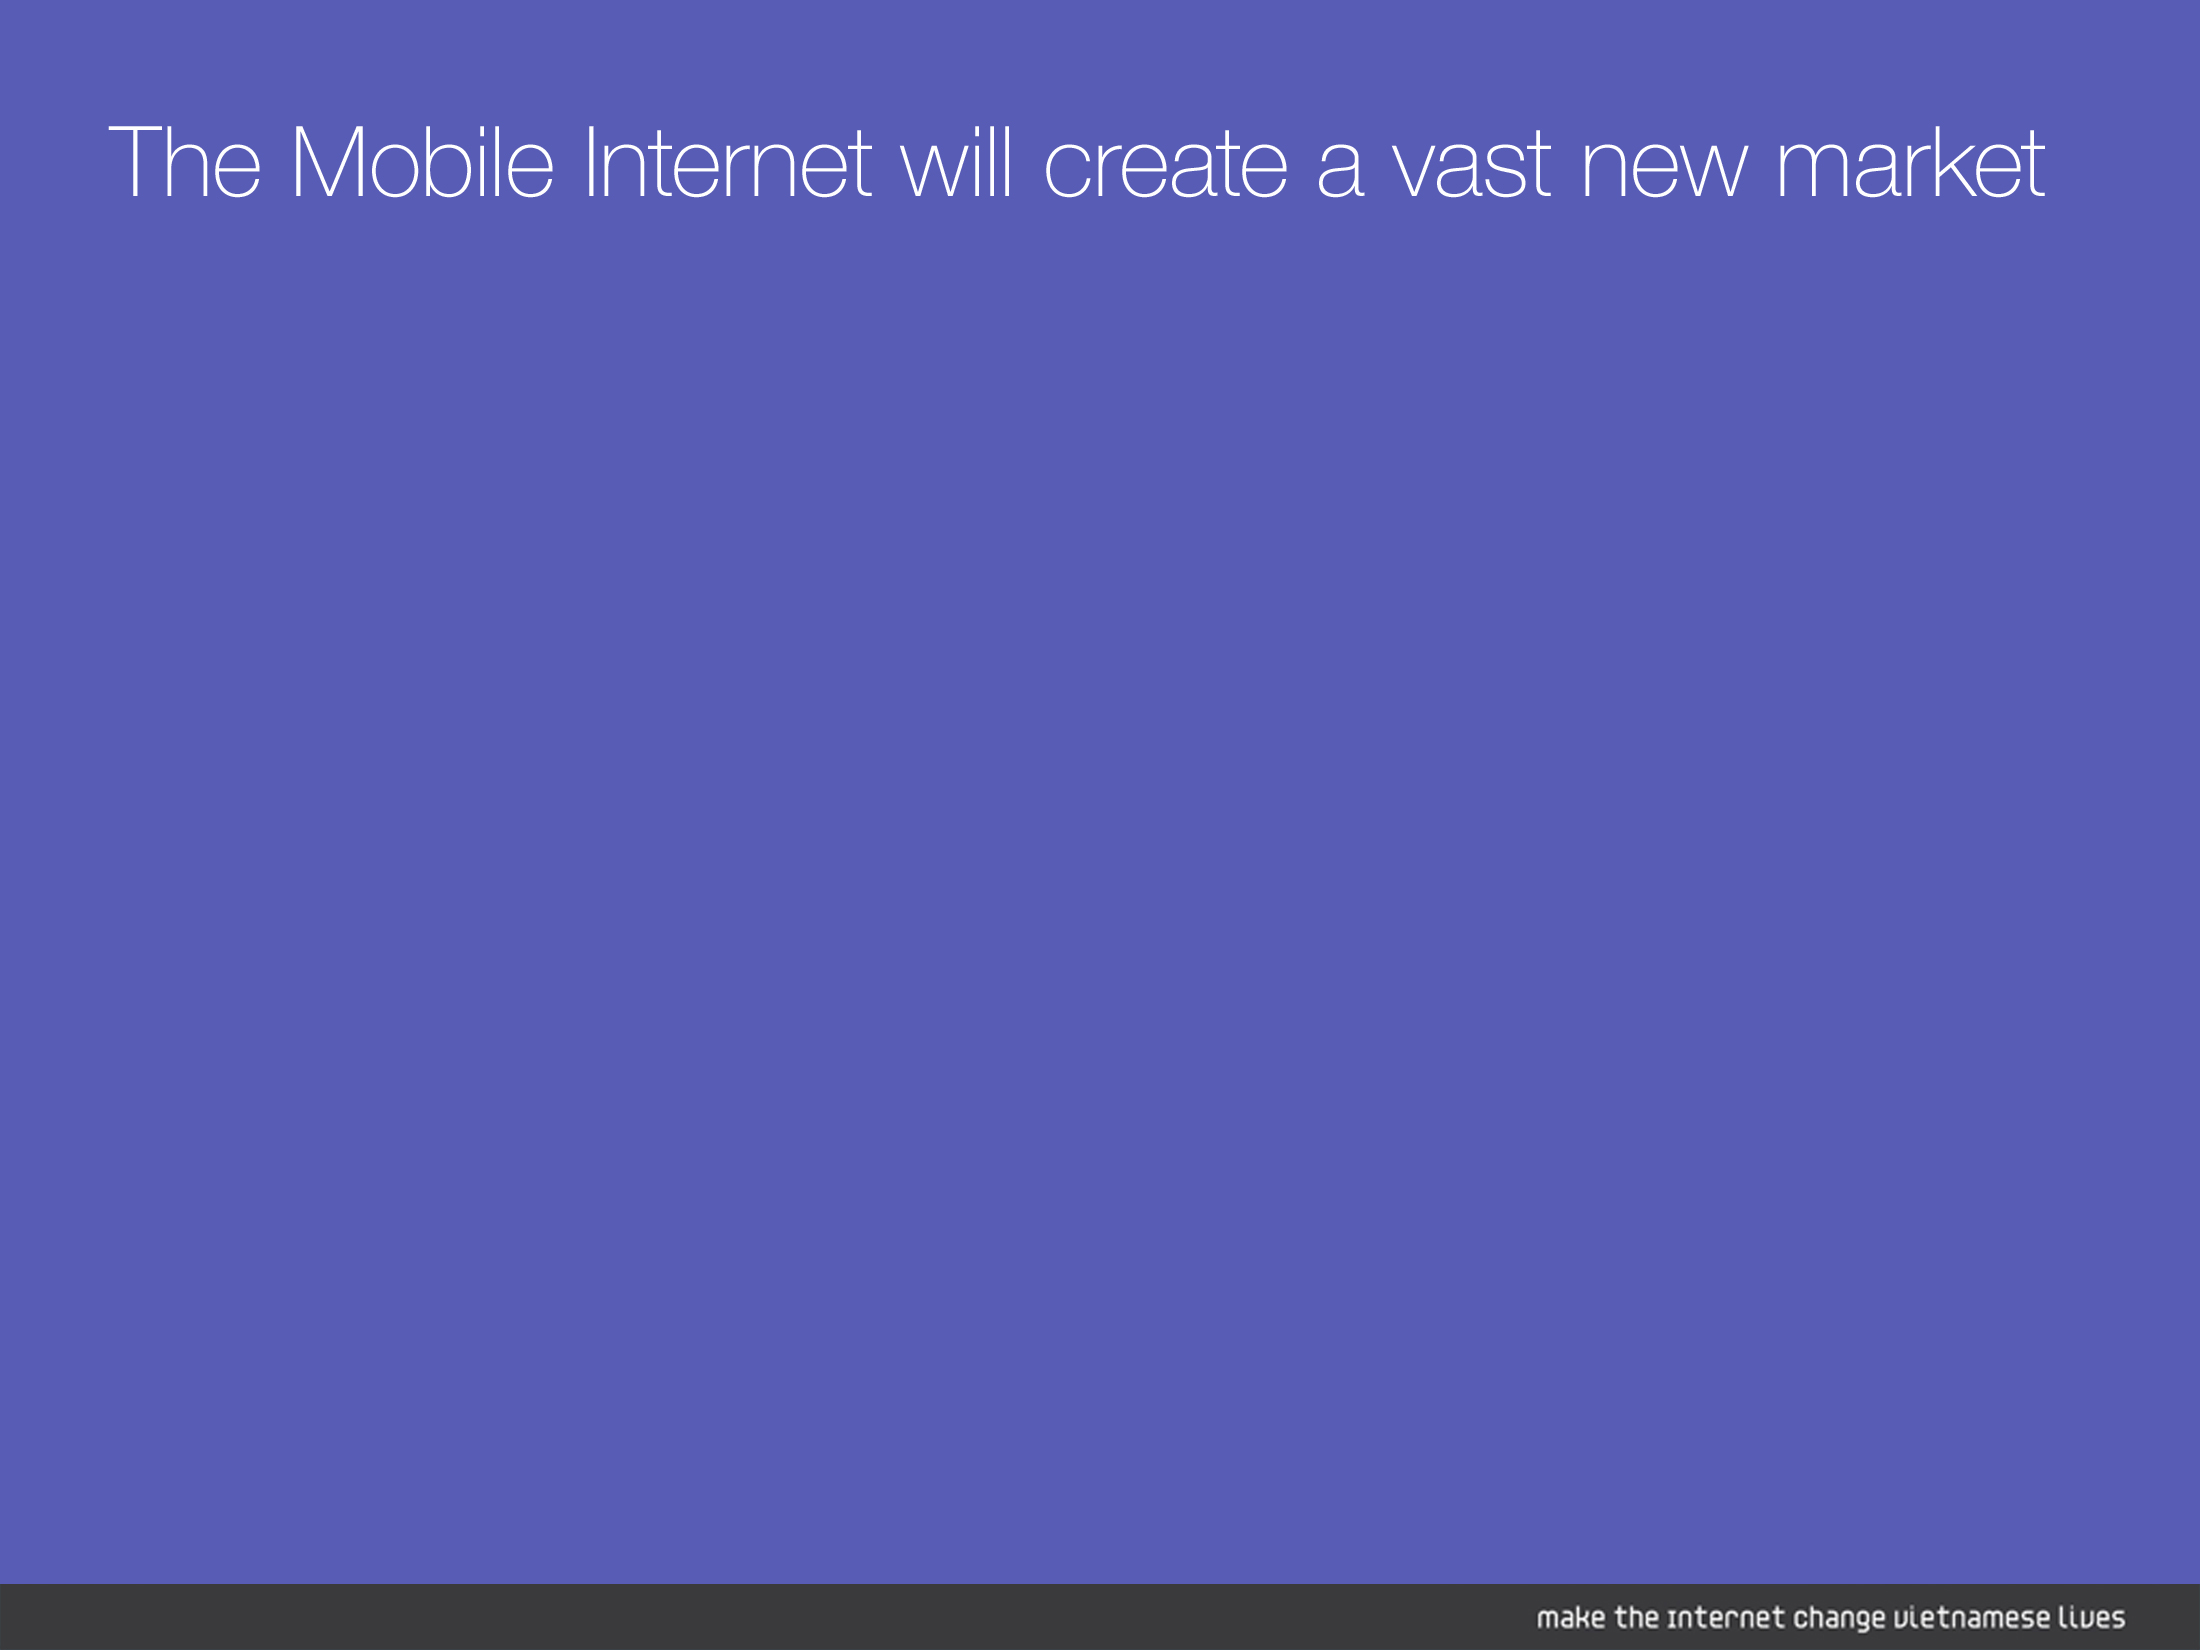 The Mobile Internet will create a vast new market
make the Internet change vietnamese lives